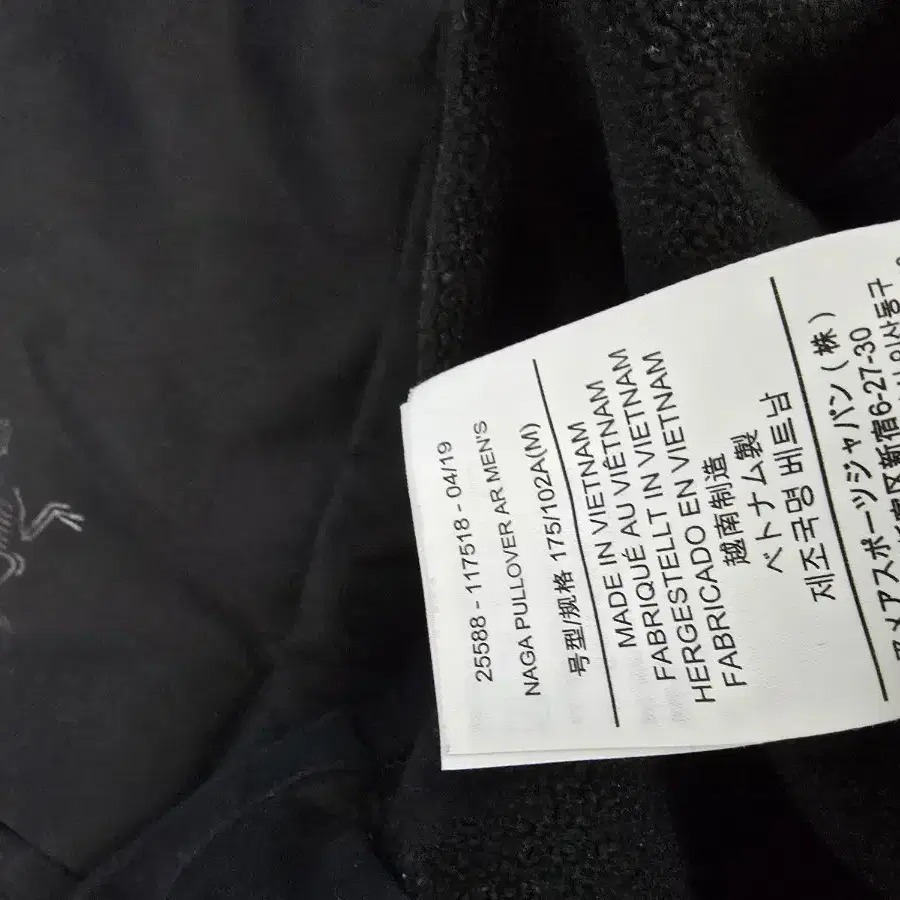 25588 - 117518 - 04/19
NAGA PULLOVER AR MEN'S
号型/规格 175/102A(M)
MADE IN VIETNAM
FABRIQUÉ AU VIÊTNAM
FABRICADO EN VIETNAM
HERGESTELLT IN VIETNAM
越南制造
ベトナム製
제조국명 베트남
アメアスポーツジャパン(株)
新宿6-27-30